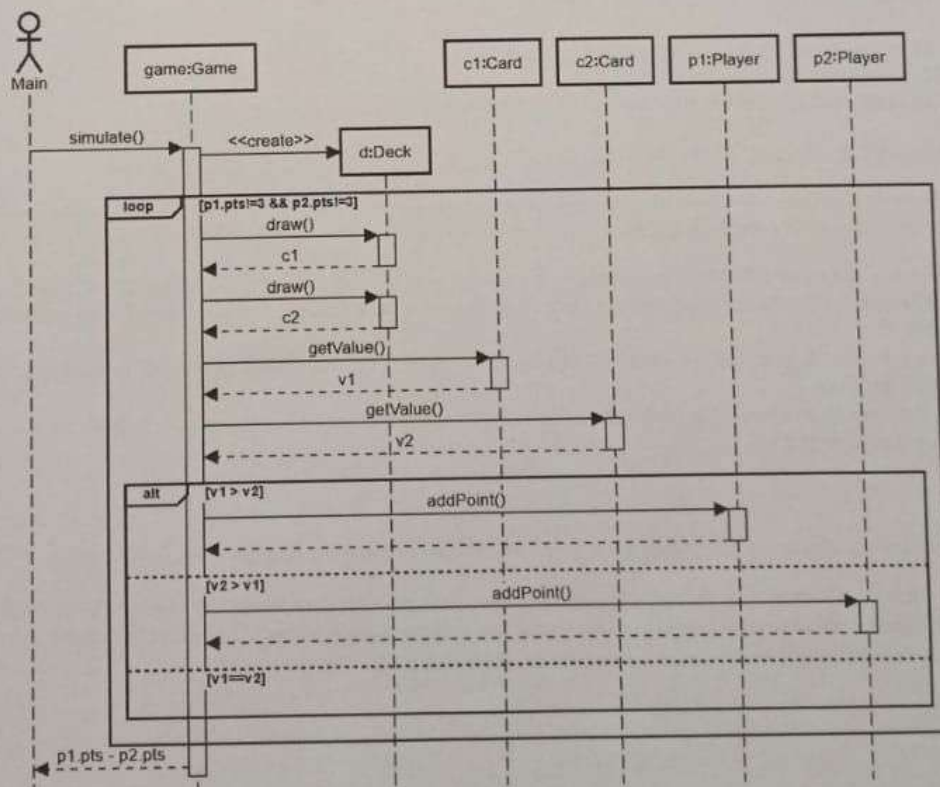 Main
game:Game
c1:Card
c2:Card
p1:Player
p2:Player
simulate()
<<create>>
d:Deck
loop
[p1.pts!=3 && p2.pts!=3]
draw()
c1
draw()
c2
getValue()
v1
getValue()
v2
alt
[v1 > v2]
addPoint()
[v2 > v1]
addPoint()
[v1==v2]
p1.pts - p2.pts